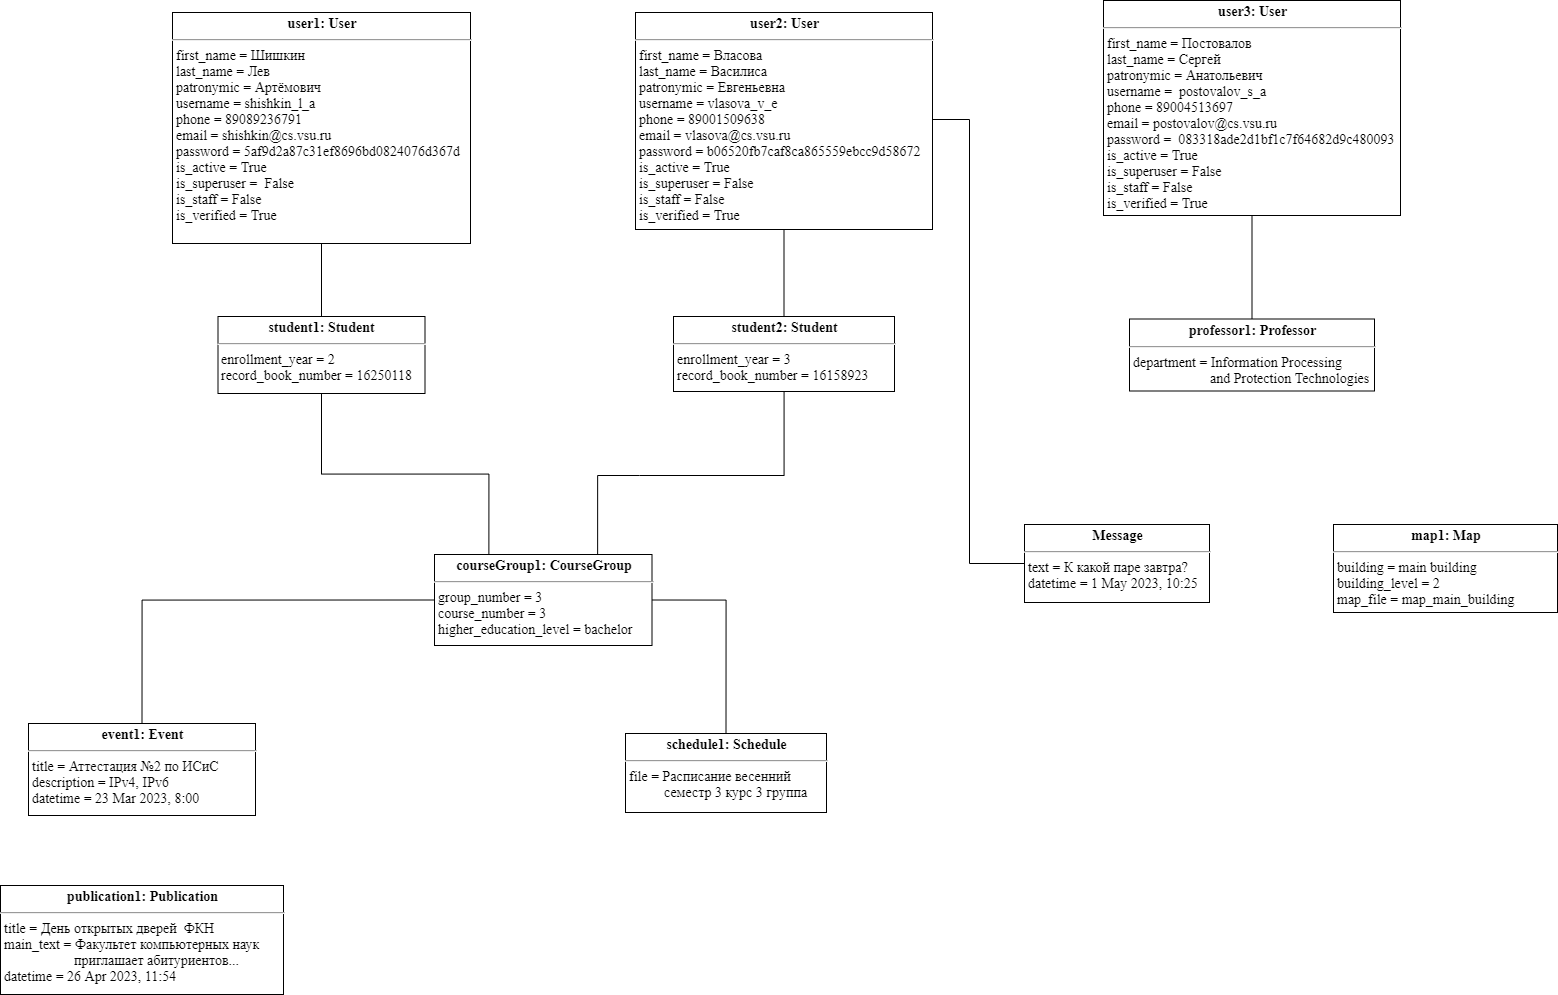 user1: User
first_name = Шишкин
last_name = Лев
patronymic = Артёмович
username = shishkin_l_a
phone = 89089236791
email = shishkin@cs.vsu.ru
password = 5af9d2a87c31ef8696bd0824076d367d
is_active = True
is_superuser =  False
is_staff = False
is_verified = True
user2: User
first_name = Власова
last_name = Василиса
patronymic = Евгеньевна
username = vlasova_v_e
phone = 89001509638
email = vlasova@cs.vsu.ru
password = b06520fb7caf8ca865559ebcc9d58672
is_active = True
is_superuser = False
is_staff = False
is_verified = True
user3: User
first_name = Постовалов
last_name = Сергей
patronymic = Анатольевич
username =  postovalov_s_a
phone = 89004513697
email = postovalov@cs.vsu.ru
password =  083318ade2d1bf1c7f64682d9c480093
is_active = True
is_superuser = False
is_staff = False
is_verified = True
student1: Student
enrollment_year = 2
record_book_number = 16250118
student2: Student
enrollment_year = 3
record_book_number = 16158923
professor1: Professor
department = Information Processing
and Protection Technologies
courseGroup1: CourseGroup
group_number = 3
course_number = 3
higher_education_level = bachelor
Message
text = К какой паре завтра?
datetime = 1 May 2023, 10:25
map1: Map
building = main building
building_level = 2
map_file = map_main_building
event1: Event
title = Аттестация №2 по ИСиС
description = IPv4, IPv6
datetime = 23 Mar 2023, 8:00
schedule1: Schedule
file = Расписание весенний
семестр 3 курс 3 группа
publication1: Publication
title = День открытых дверей  ФКН
main_text = Факультет компьютерных наук
приглашает абитуриентов...
datetime = 26 Apr 2023, 11:54